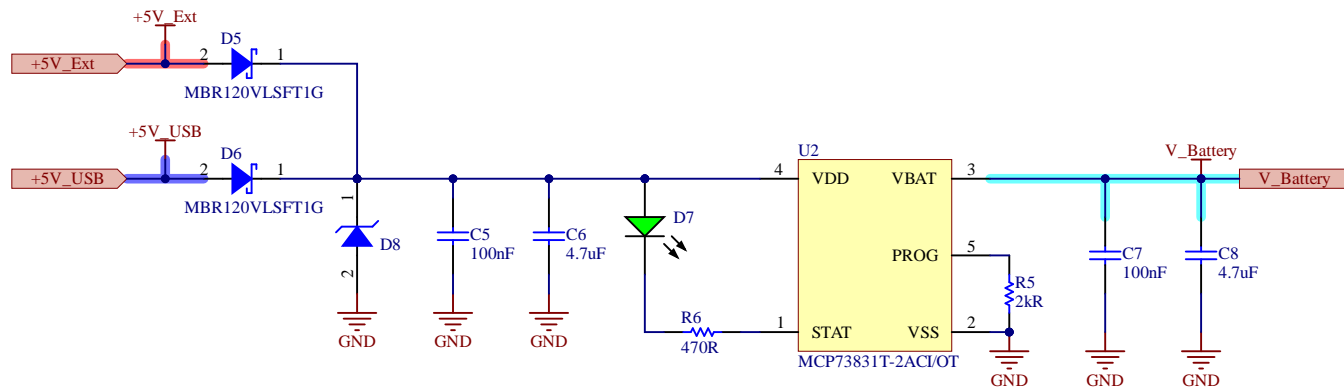 +5V_Ext
+5V_Ext
2
D5
1
MBR120VLSFT1G
+5V_USB
+5V_USB
2
D6
1
MBR120VLSFT1G
1
D8
2
GND
C5
100nF
GND
C6
4.7uF
GND
D7
R6
470R
U2
4
VDD
VBAT
3
PROG
5
1
STAT
VSS
2
MCP73831T-2ACI/OT
R5
2kR
GND
V_Battery
V_Battery
C7
100nF
GND
C8
4.7uF
GND